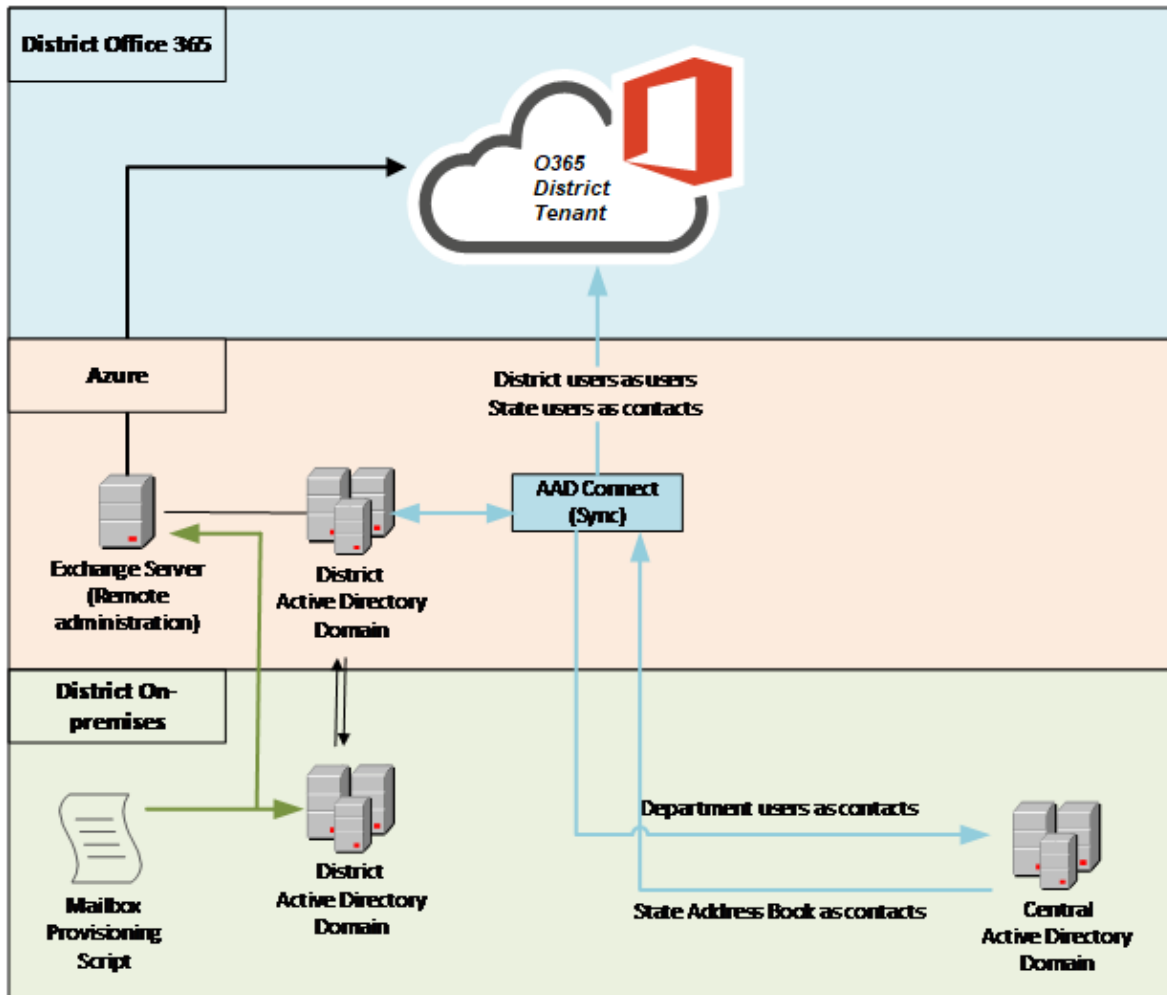 District Office 365
O365
District
Tenant
Azure
District users as users
State users as contacts
AAD Connect
(Sync)
Exchange Server
(Remote
administration)
District
Active Directory
Domain
District On-
premises
Mailbox
Provisioning
Script
District
Active Directory
Domain
Department users as contacts
State Address Book as contacts
Central
Active Directory
Domain